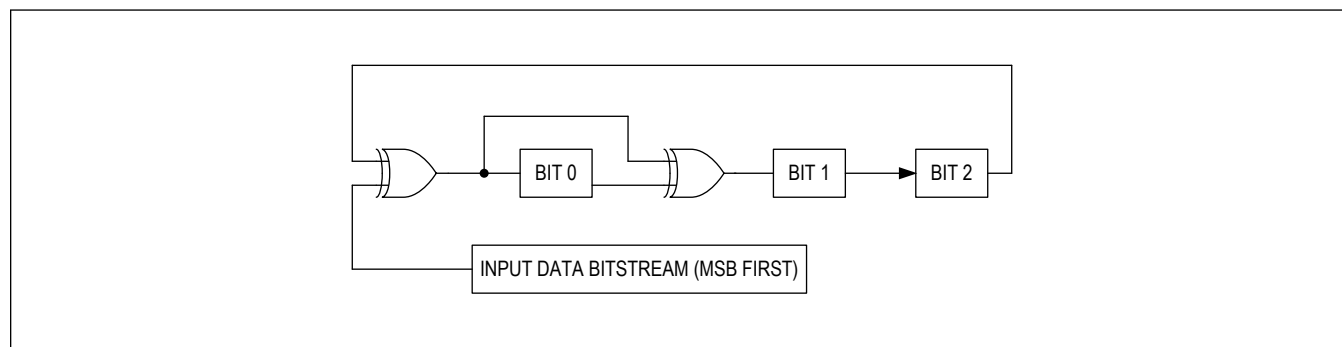 BIT 0
BIT 1
BIT 2
INPUT DATA BITSTREAM (MSB FIRST)